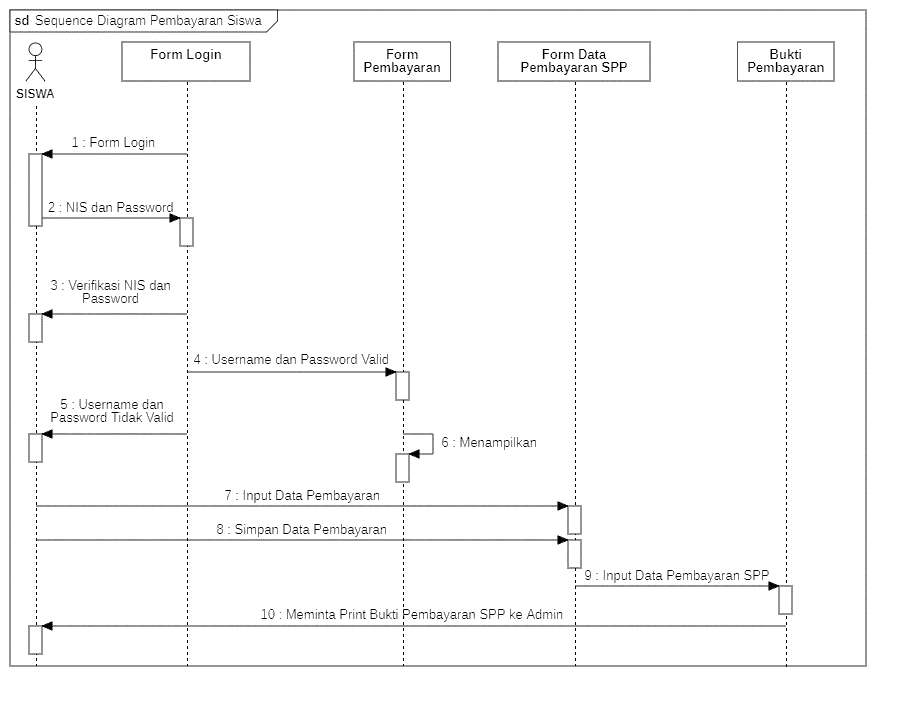 sd Sequence Diagram Pembayaran Siswa
SISWA
Form Login
Form
Pembayaran
Form Data
Pembayaran SPP
Bukti
Pembayaran
1 : Form Login
2 : NIS dan Password
3 : Verifikasi NIS dan
Password
4 : Username dan Password Valid
5 : Username dan
Password Tidak Valid
6 : Menampilkan
7 : Input Data Pembayaran
8 : Simpan Data Pembayaran
9 : Input Data Pembayaran SPP
10 : Meminta Print Bukti Pembayaran SPP ke Admin